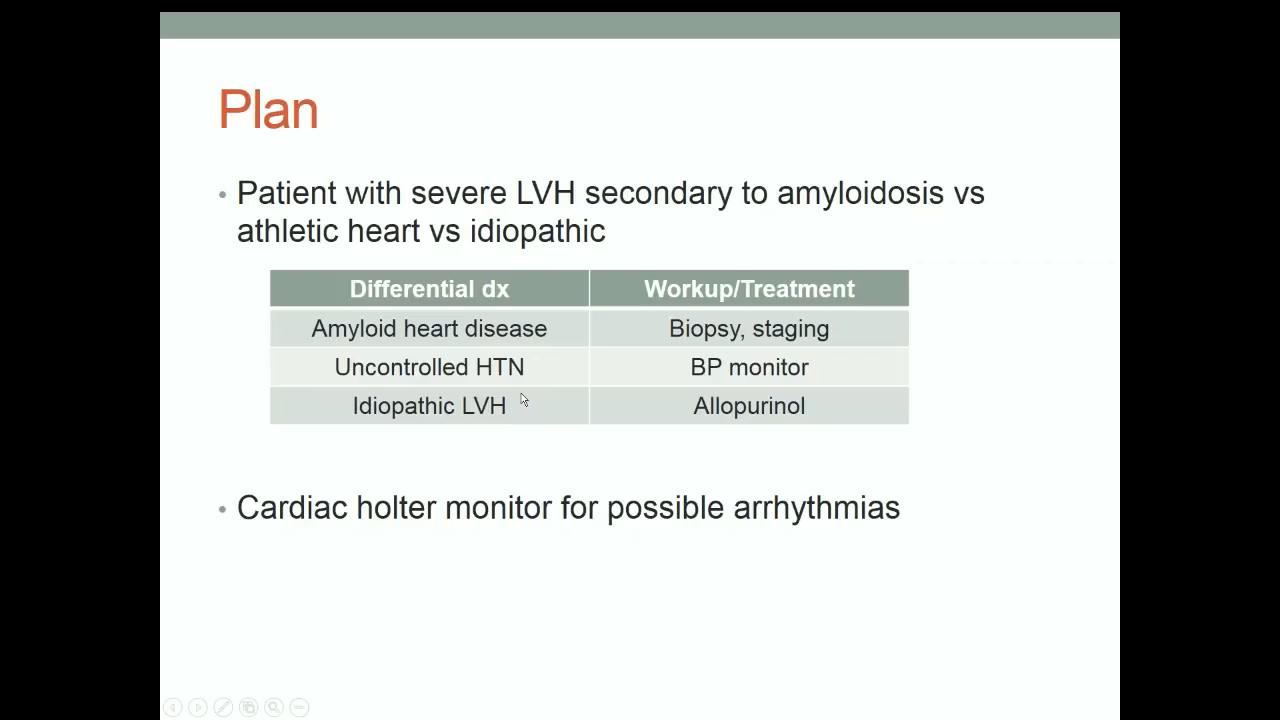 Plan
• Patient with severe LVH secondary to amyloidosis vs
athletic heart vs idiopathic
Differential dx Workup/Treatment
Amyloid heart disease Biopsy, staging
Uncontrolled HTN BP monitor
Idiopathic LVH Allopurinol
• Cardiac holter monitor for possible arrhythmias